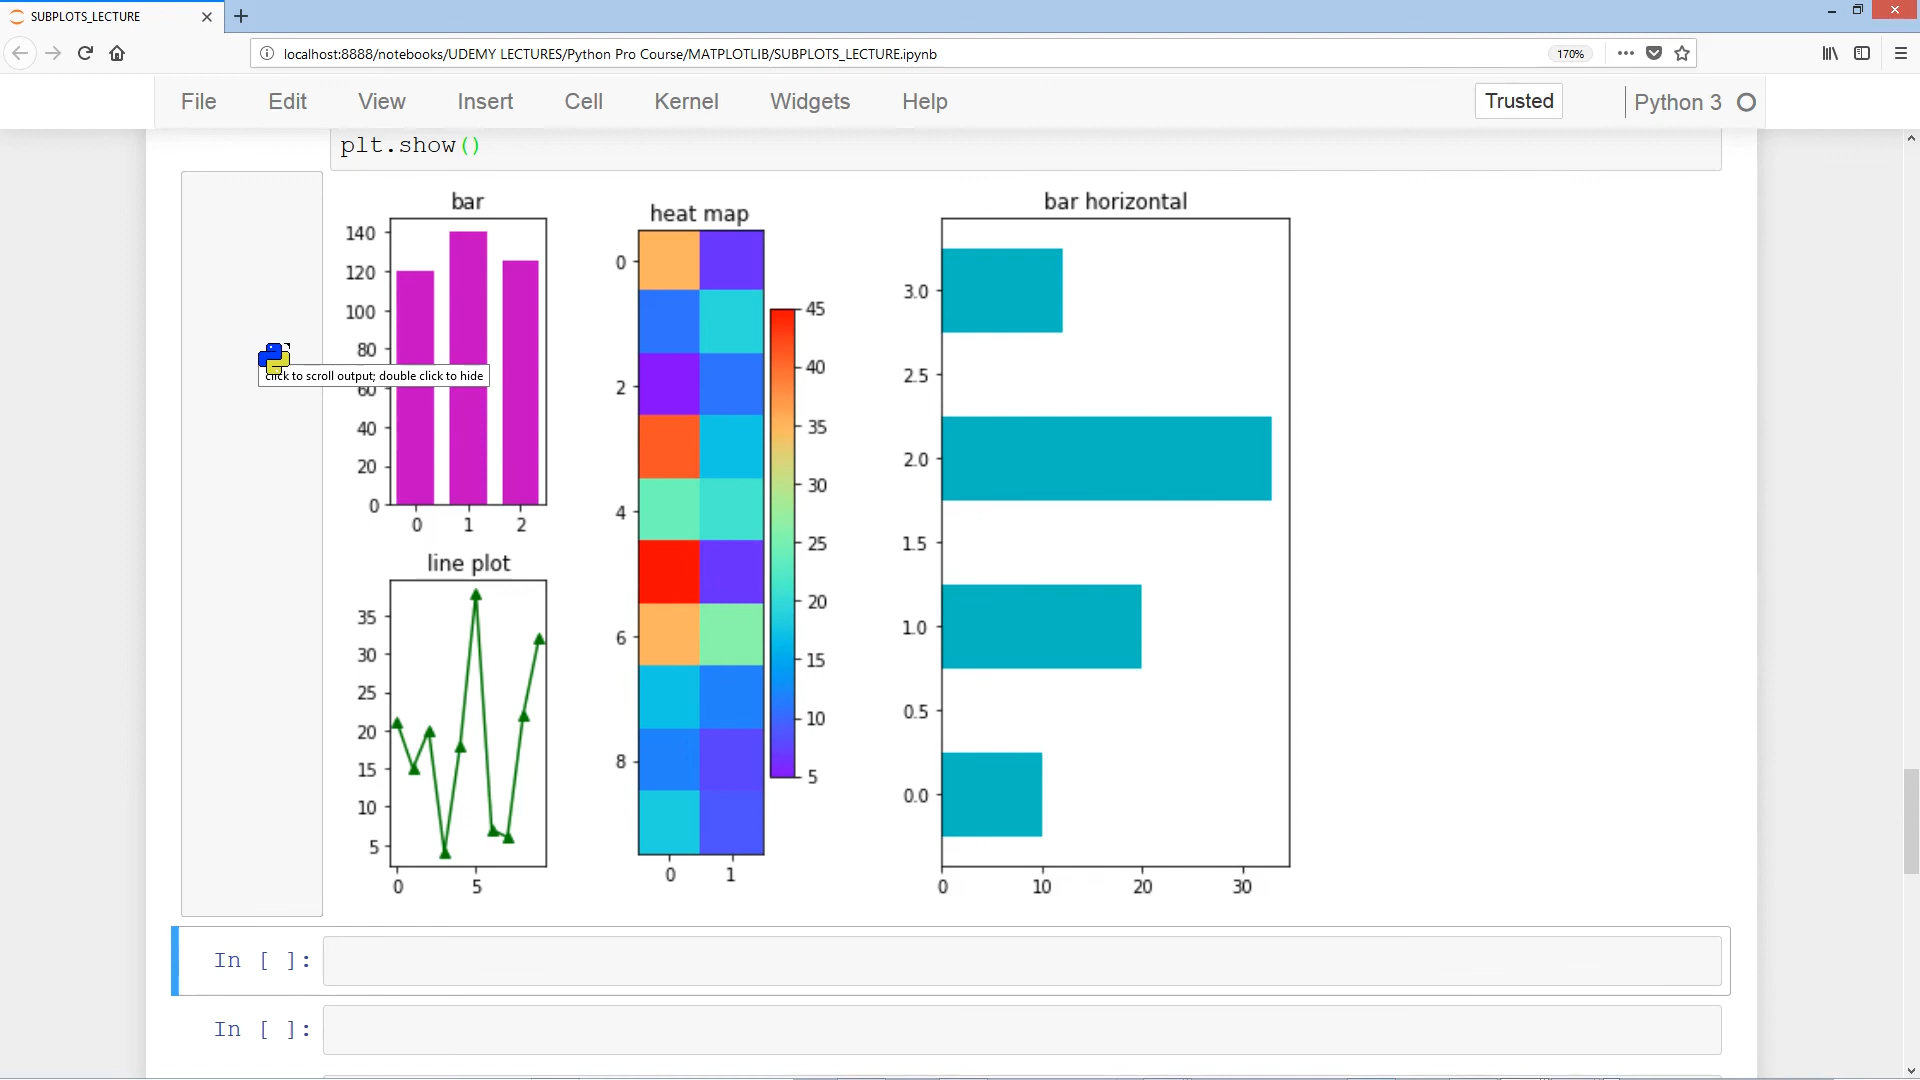 SUBPLOTS_LECTURE
localhost:8888/notebooks/UDEMY LECTURES/Python Pro Course/MATPLOTLIB/SUBPLOTS_LECTURE.ipynb
170%
File Edit View Insert Cell Kernel Widgets Help
Trusted
Python 3
plt.show()
bar
140
120
100
80
60
40
20
0
0 1 2
click to scroll output; double click to hide
line plot
35
30
25
20
15
10
5
0 5
heat map
0
2
4
6
8
0 1
45
40
35
30
25
20
15
10
5
bar horizontal
3.0
2.5
2.0
1.5
1.0
0.5
0.0
0 10 20 30
In [ ]:
In [ ]: